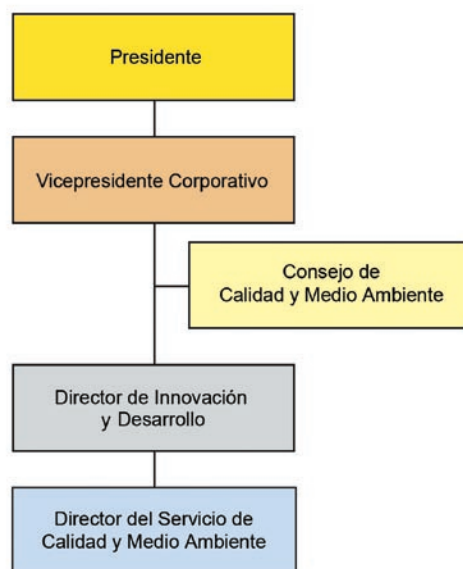 Presidente
Vicepresidente Corporativo
Consejo de
Calidad y Medio Ambiente
Director de Innovación
y Desarrollo
Director del Servicio de
Calidad y Medio Ambiente